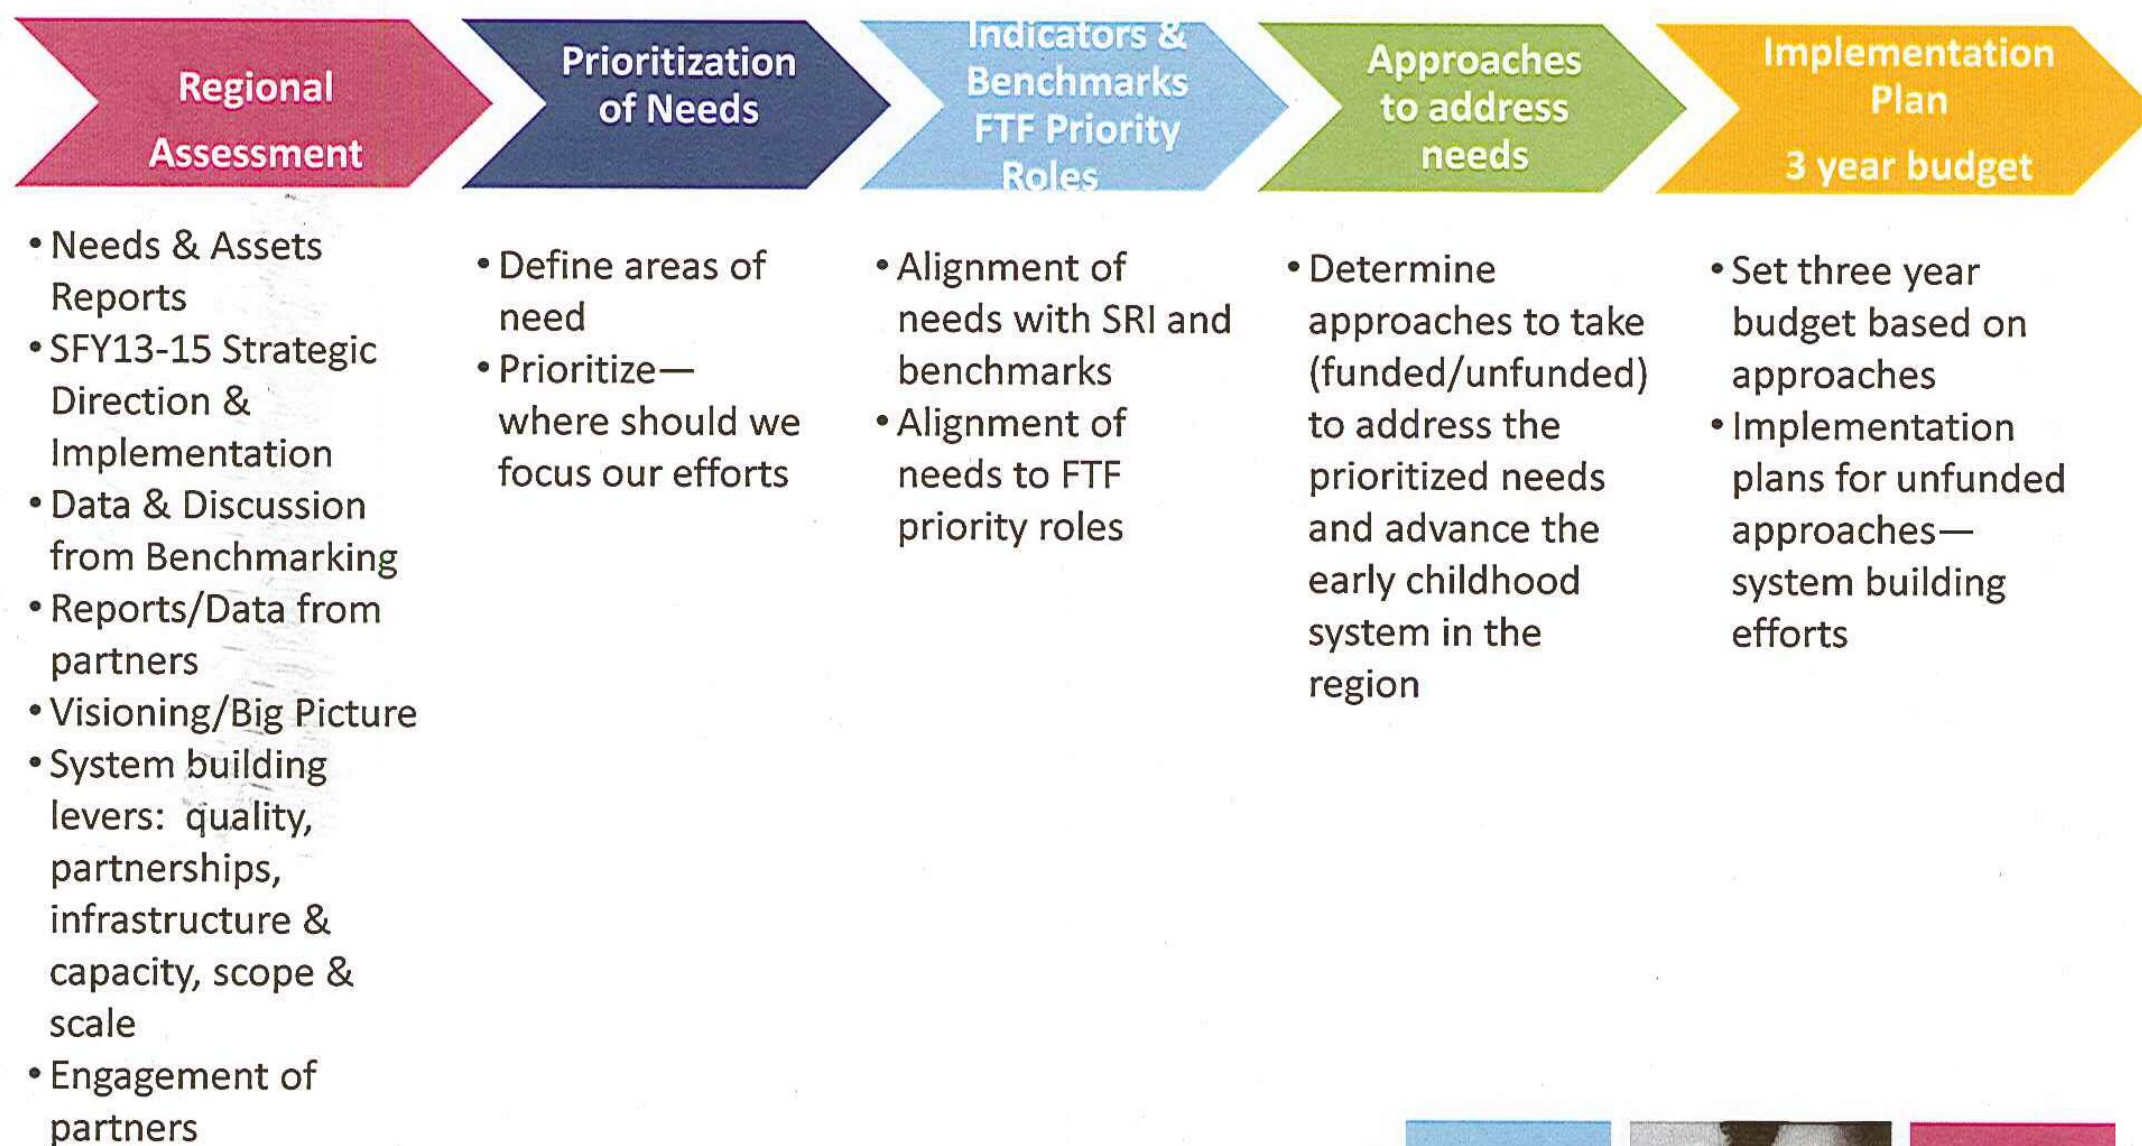 Regional
Assessment
Prioritization
of Needs
Indicators &
Benchmarks
FTF Priority
Roles
Approaches
to address
needs
Implementation
Plan
3 year budget
• Needs & Assets
Reports
• SFY13-15 Strategic
Direction &
Implementation
• Data & Discussion
from Benchmarking
• Reports/Data from
partners
• Visioning/Big Picture
• System building
levers: quality,
partnerships,
infrastructure &
capacity, scope &
scale
• Engagement of
partners
• Define areas of
need
• Prioritize—
where should we
focus our efforts
• Alignment of
needs with SRI and
benchmarks
• Alignment of
needs to FTF
priority roles
• Determine
approaches to take
(funded/unfunded)
to address the
prioritized needs
and advance the
early childhood
system in the
region
• Set three year
budget based on
approaches
• Implementation
plans for unfunded
approaches—
system building
efforts